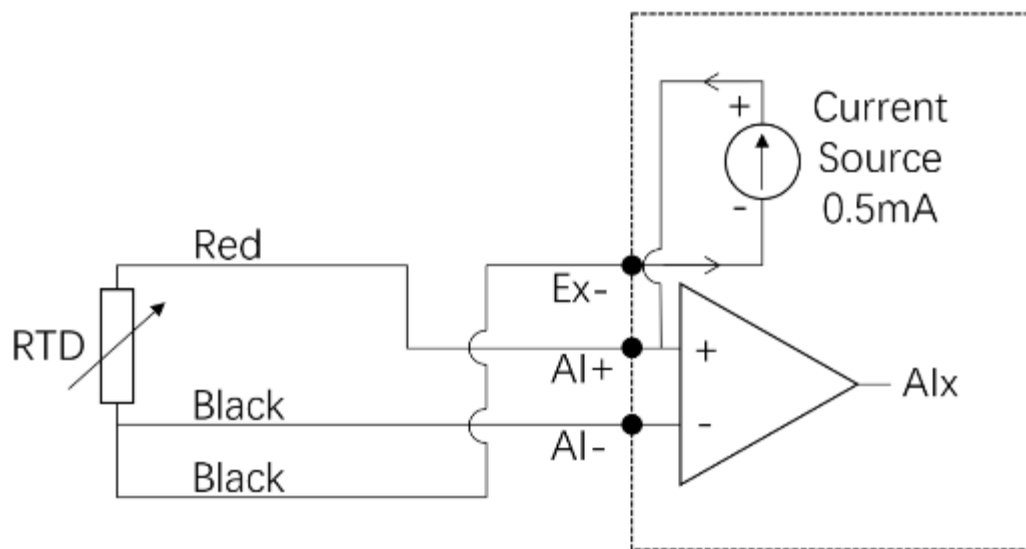 Current
Source
0.5mA
+
-
Red
Ex-
RTD
AI+
+
AIx
Black
AI-
-
Black